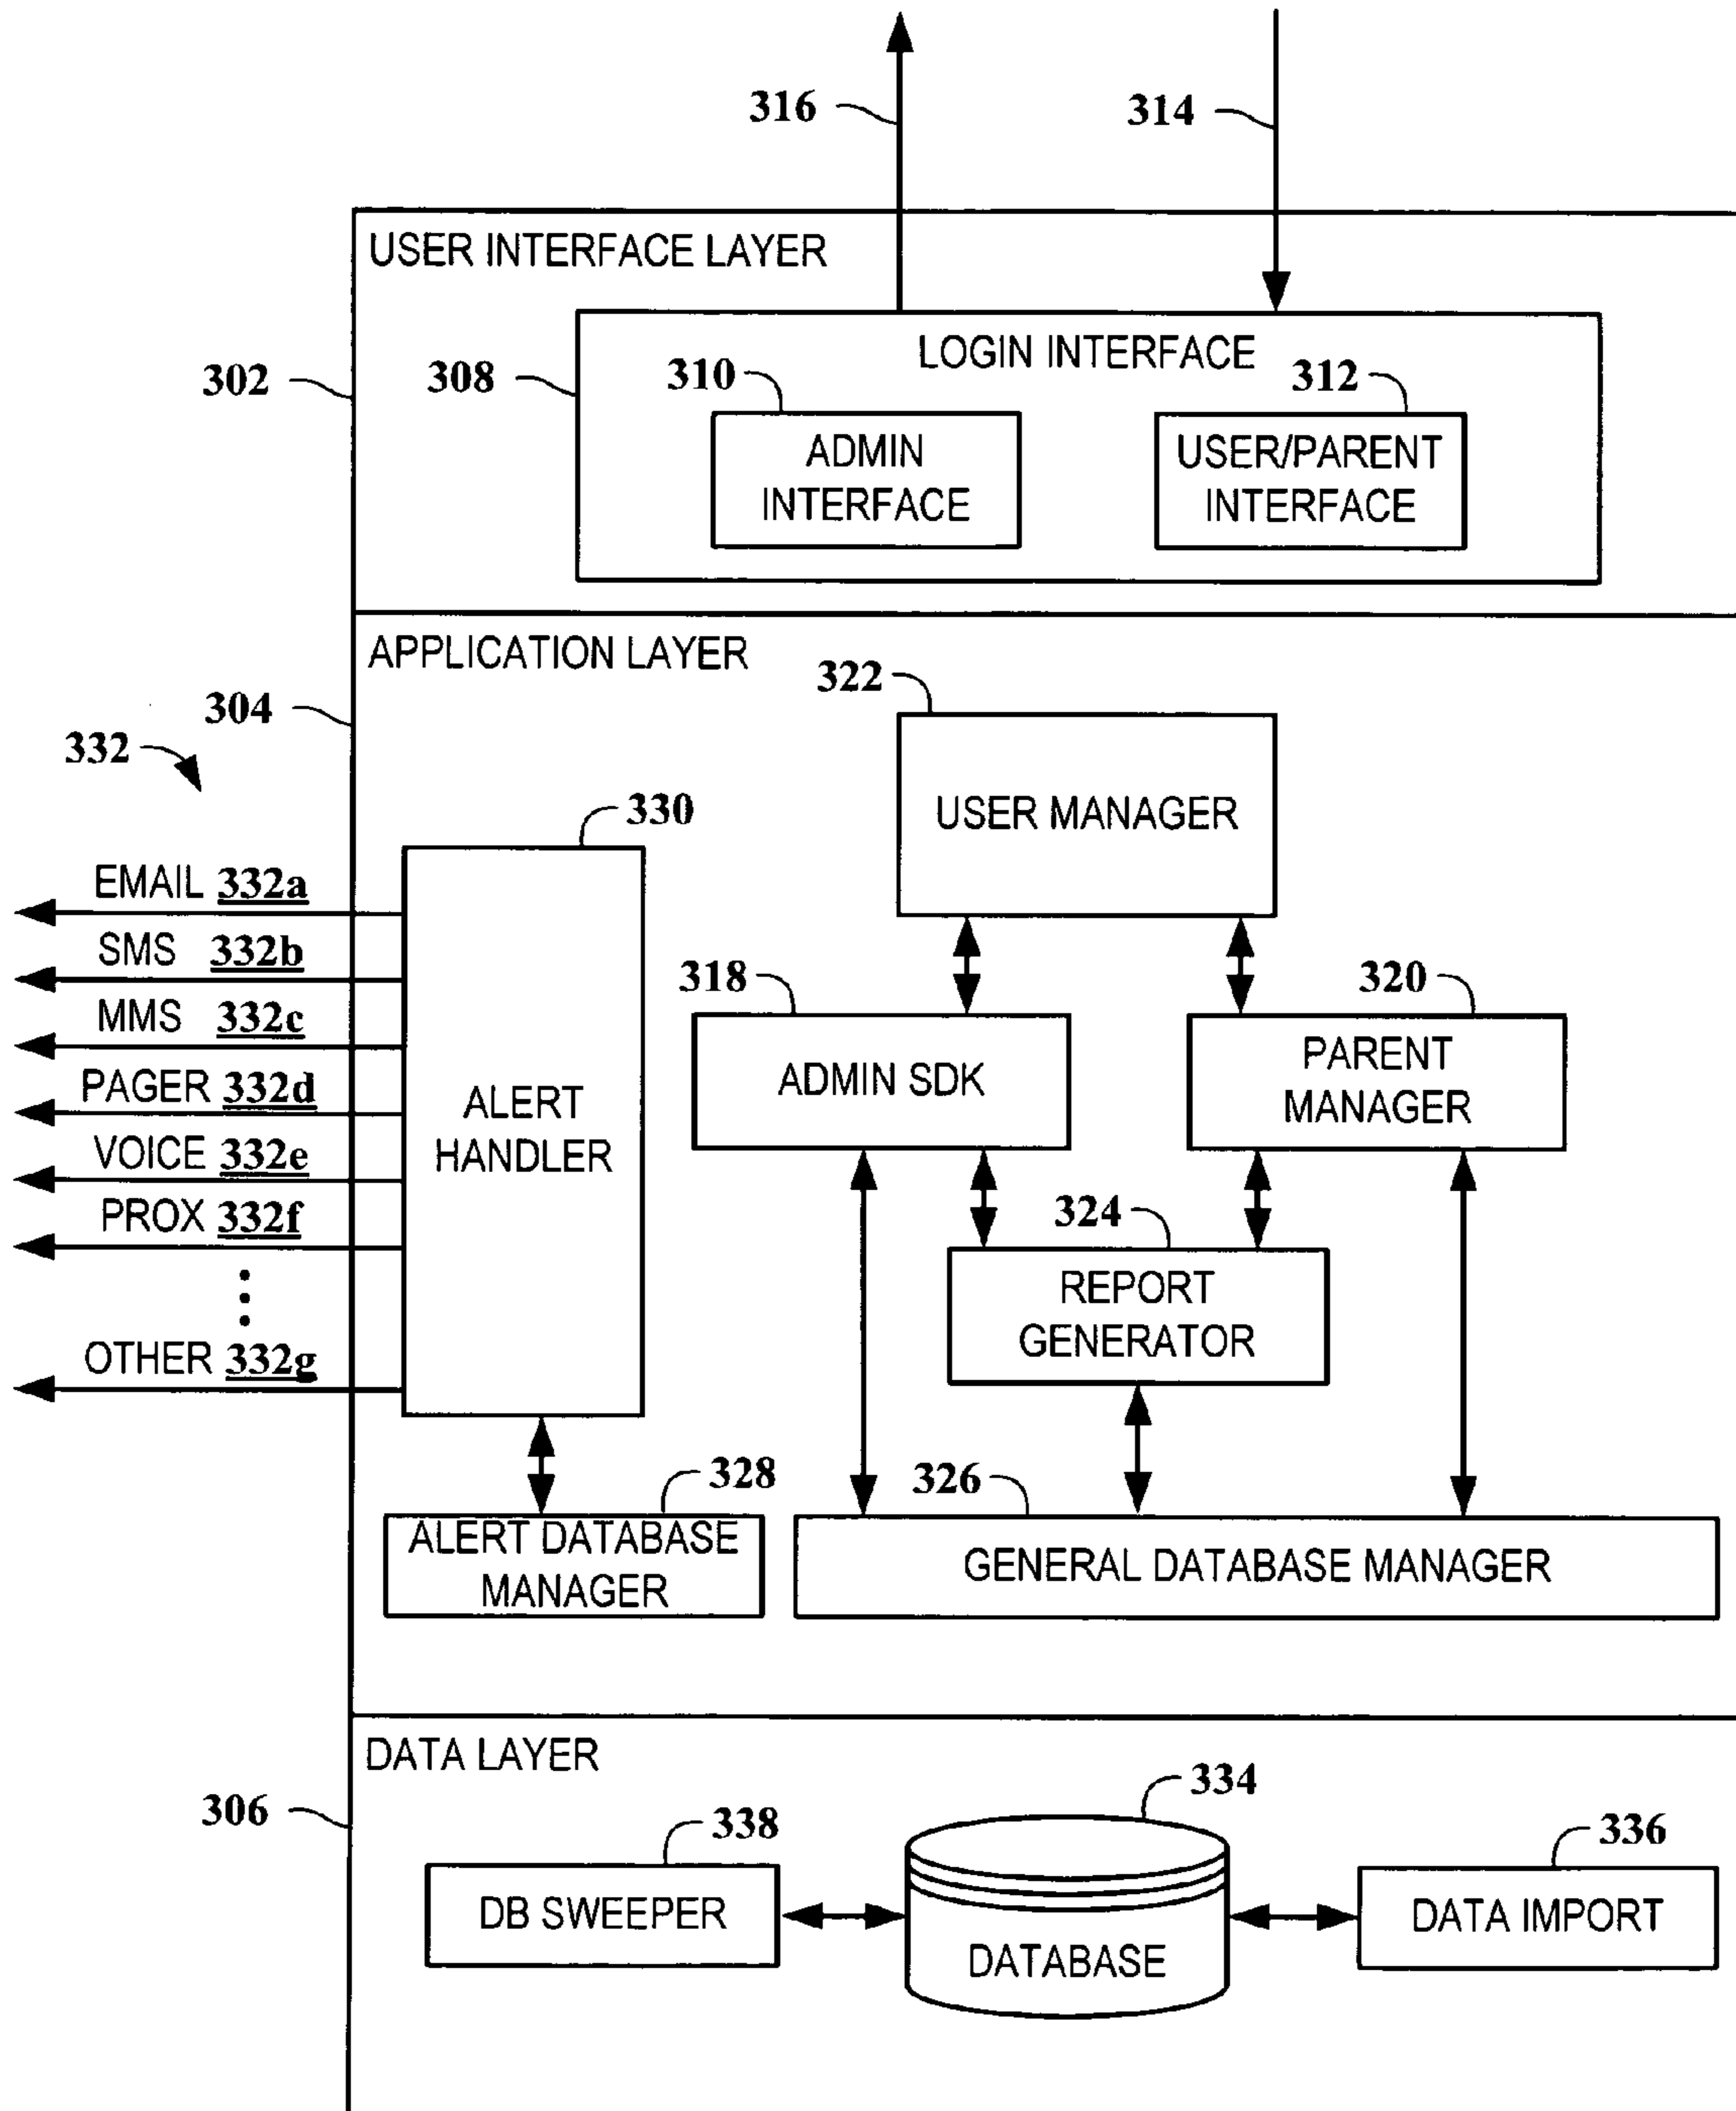 316
314
USER INTERFACE LAYER
302
308
LOGIN INTERFACE
310
312
ADMIN
INTERFACE
USER/PARENT
INTERFACE
APPLICATION LAYER
304
322
332
USER MANAGER
330
EMAIL 332a
SMS 332b
MMS 332c
PAGER 332d
VOICE 332e
PROX 332f
OTHER 332g
ALERT
HANDLER
318
320
ADMIN SDK
PARENT
MANAGER
324
REPORT
GENERATOR
328
326
ALERT DATABASE
MANAGER
GENERAL DATABASE MANAGER
DATA LAYER
306
338
334
336
DB SWEEPER
DATABASE
DATA IMPORT